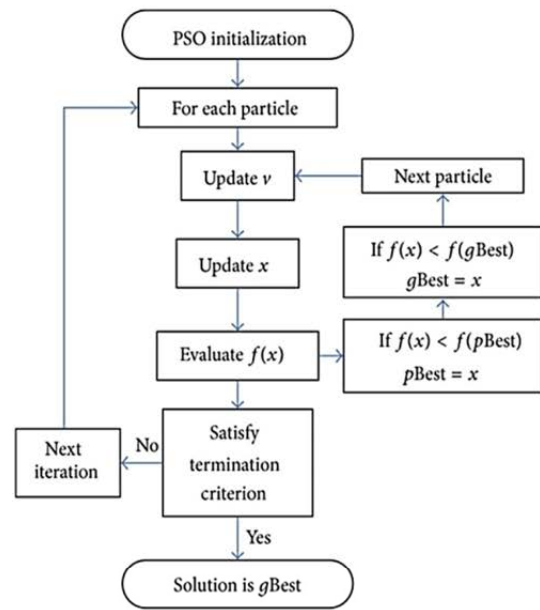 PSO initialization
For each particle
Update v
Next particle
Update x
If f(x) < f(gBest)
gBest = x
Evaluate f(x)
If f(x) < f(pBest)
pBest = x
Satisfy
termination
criterion
No
Next
iteration
Yes
Solution is gBest